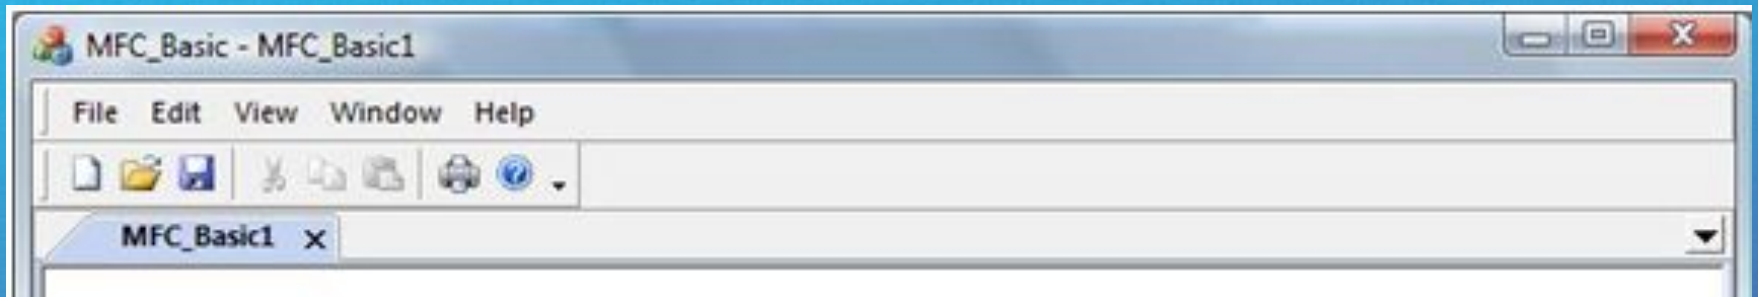 MFC_Basic - MFC_Basic1
File Edit View Window Help
MFC_Basic1